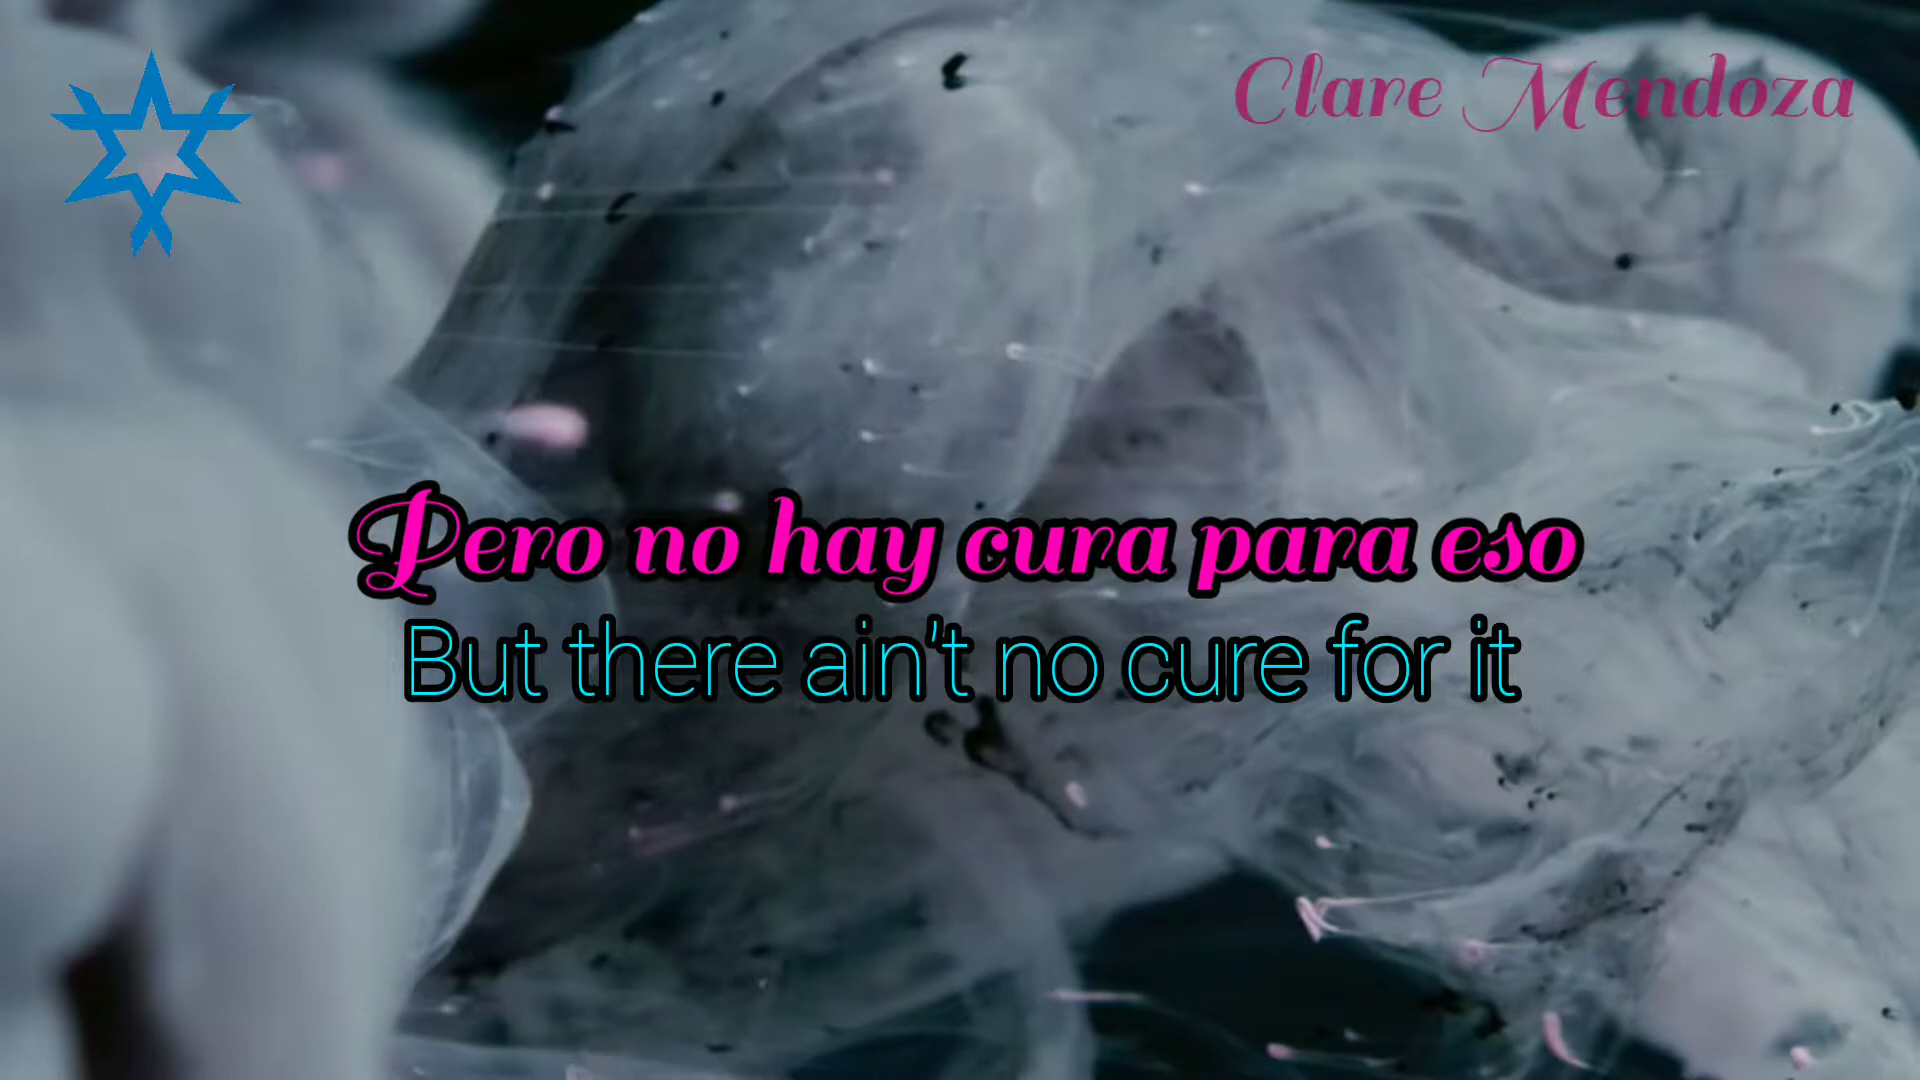 Clare Mendoza
Pero no hay cura para eso
But there ain't no cure for it